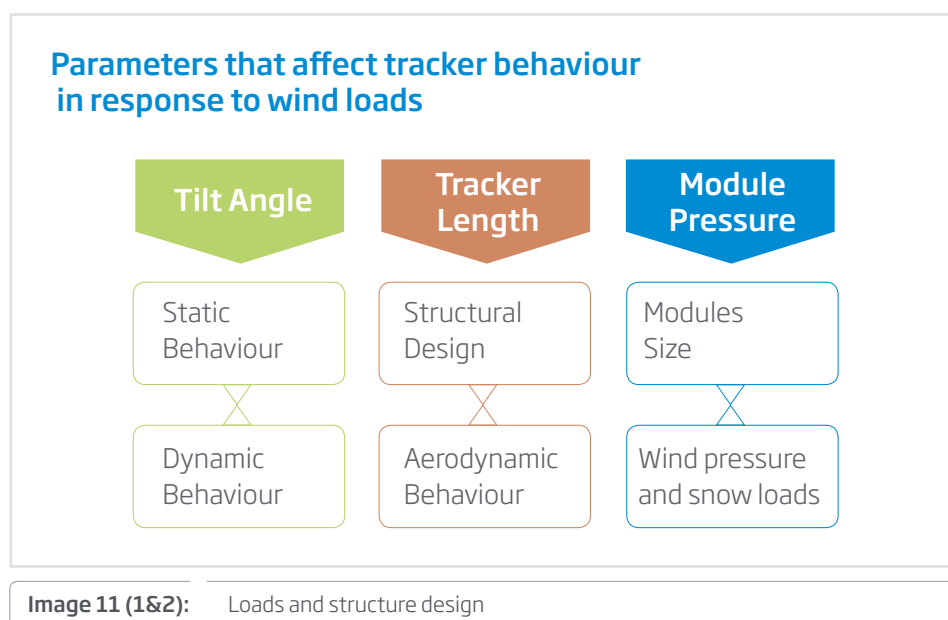 Parameters that affect tracker behaviour
in response to wind loads
Tilt Angle
Tracker
Length
Module
Pressure
Static
Behaviour
Structural
Design
Modules
Size
Dynamic
Behaviour
Aerodynamic
Behaviour
Wind pressure
and snow loads
Image 11 (1&2): Loads and structure design